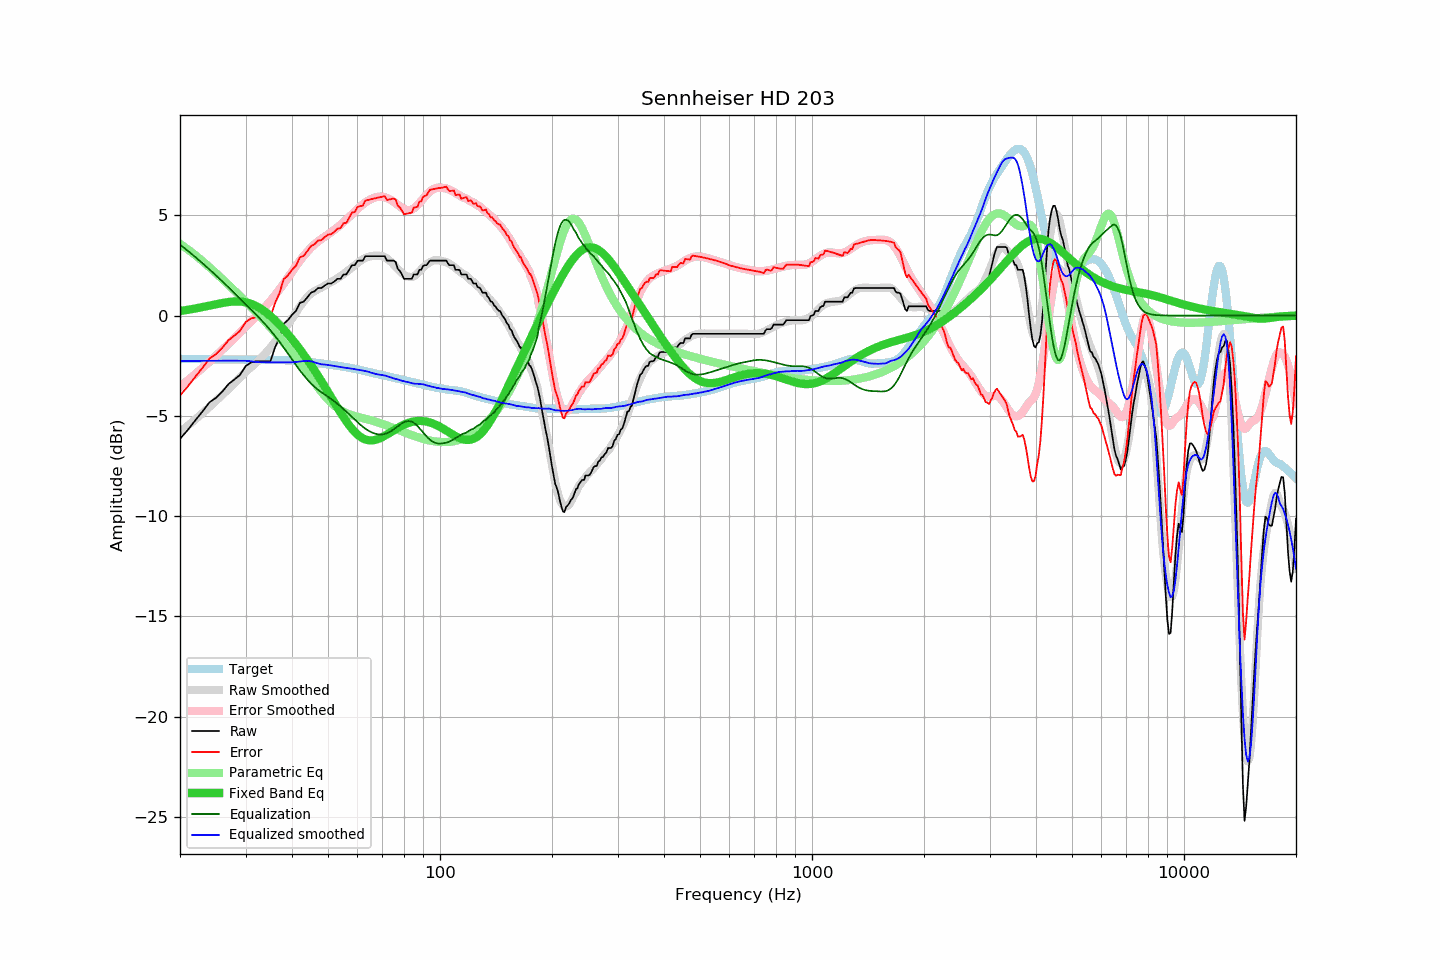 Sennheiser HD 203
Amplitude (dBr)
5
0
−5
−10
−15
−20
−25
Target
Raw Smoothed
Error Smoothed
Raw
Error
Parametric Eq
Fixed Band Eq
Equalization
Equalized smoothed
100 1000 10000
Frequency (Hz)